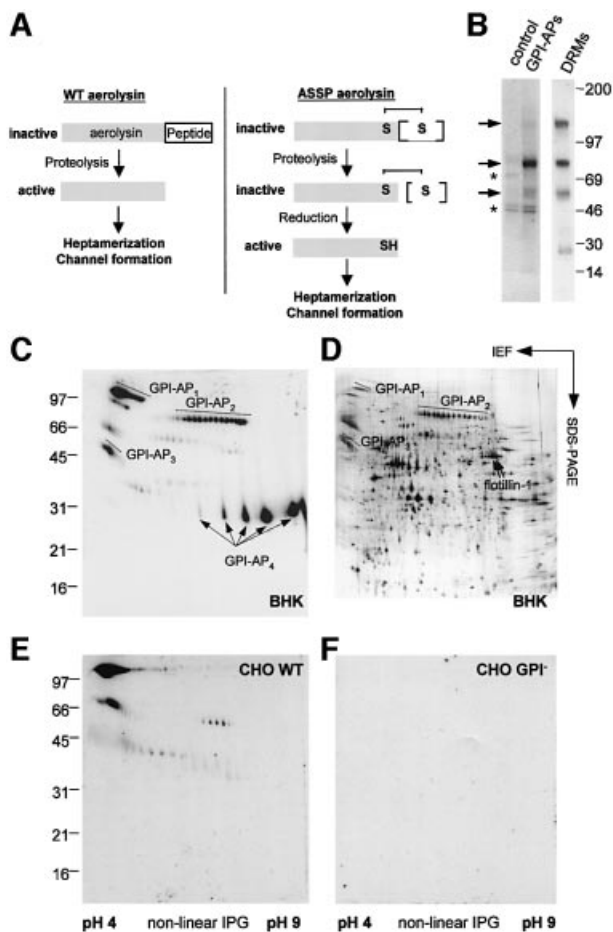 A
WT aerolysin
inactive aerolysin Peptide
Proteolysis
active
Heptamerization
Channel formation
ASSP aerolysin
inactive S S
Proteolysis
inactive S S
Reduction
active SH
Heptamerization
Channel formation
B
control
GPI-APs
DRMs
200
97
69
46
30
14
*
*
C
GPI-AP1
GPI-AP2
GPI-AP3
GPI-AP4
97
66
45
31
21
16
BHK
D
IEF
SDS-PAGE
GPI-AP1
GPI-AP2
GPI-AP
flotillin-1
BHK
E
CHO WT
97
66
45
31
21
16
pH 4 non-linear IPG pH 9
F
CHO GPI-
pH 4 non-linear IPG pH 9